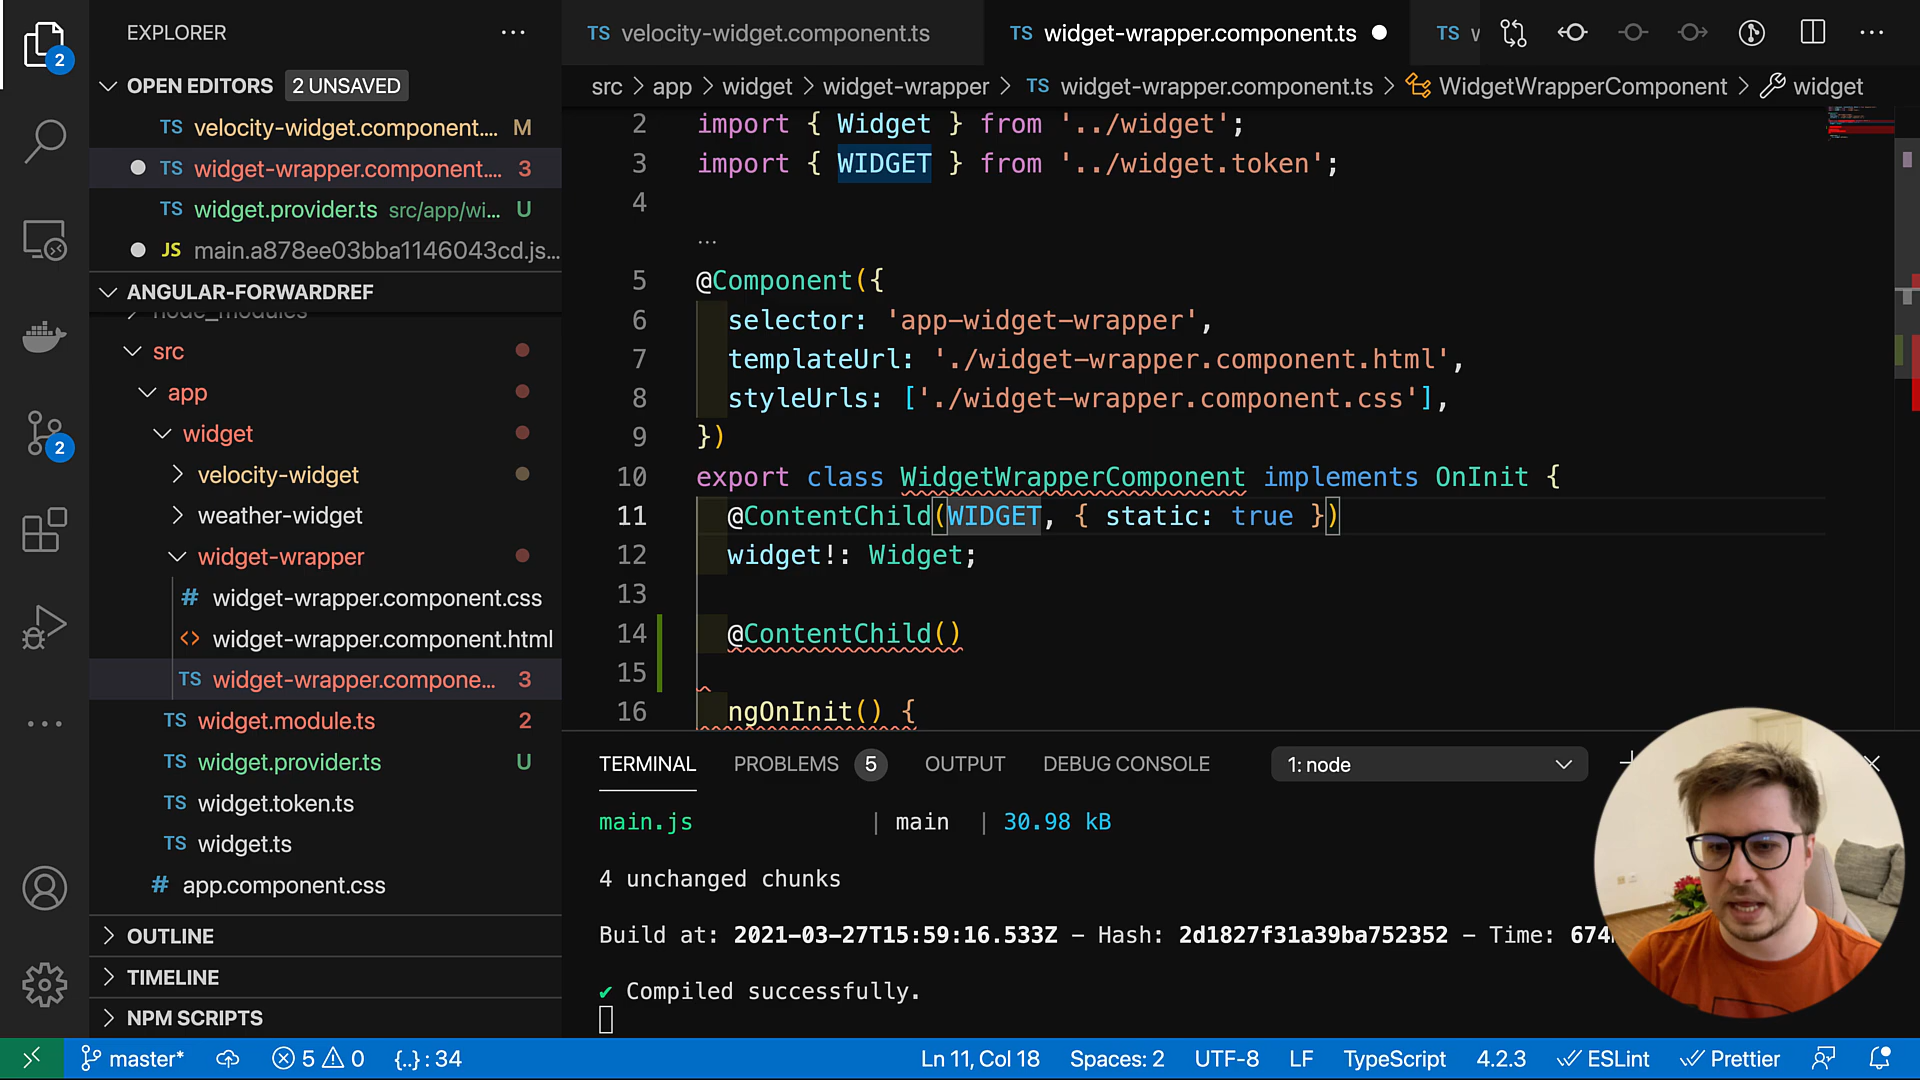 EXPLORER
2
OPEN EDITORS 2 UNSAVED
TS velocity-widget.component.... M
TS widget-wrapper.component.... 3
TS widget.provider.ts src/app/wi... U
JS main.a878ee03bba1146043cd.js...
ANGULAR-FORWARDREF
node_modules
src
app
widget
velocity-widget
weather-widget
widget-wrapper
# widget-wrapper.component.css
<> widget-wrapper.component.html
TS widget-wrapper.compone... 3
TS widget.module.ts 2
TS widget.provider.ts U
TS widget.token.ts
TS widget.ts
# app.component.css
OUTLINE
TIMELINE
NPM SCRIPTS
2
TS velocity-widget.component.ts
TS widget-wrapper.component.ts
TS
src > app > widget > widget-wrapper > TS widget-wrapper.component.ts > WidgetWrapperComponent > widget
2 import { Widget } from '../widget';
3 import { WIDGET } from '../widget.token';
4
...
5 @Component({
6 selector: 'app-widget-wrapper',
7 templateUrl: './widget-wrapper.component.html',
8 styleUrls: ['./widget-wrapper.component.css'],
9 })
10 export class WidgetWrapperComponent implements OnInit {
11 @ContentChild(WIDGET, { static: true })
12 widget!: Widget;
13
14 @ContentChild()
15
16 ngOnInit() {
TERMINAL PROBLEMS 5 OUTPUT DEBUG CONSOLE 1: node
main.js | main | 30.98 kB
4 unchanged chunks
Build at: 2021-03-27T15:59:16.533Z - Hash: 2d1827f31a39ba752352 - Time: 674
✔ Compiled successfully.
master* 5 0 {..} : 34 Ln 11, Col 18 Spaces: 2 UTF-8 LF TypeScript 4.2.3 ESLint Prettier